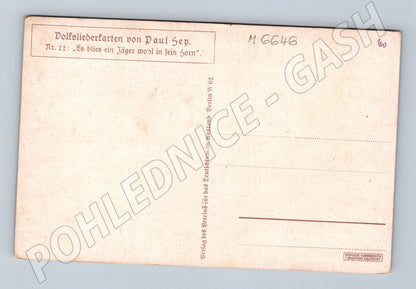 Volksliederkarten von Paul Hey.
Nr. 22: „Es blies ein Jäger wohl in sein Horn“.
M 6646
60
Verlag des Vereins für das Deutschtum im Ausland Berlin W 62
POHLEDNICE - GASH